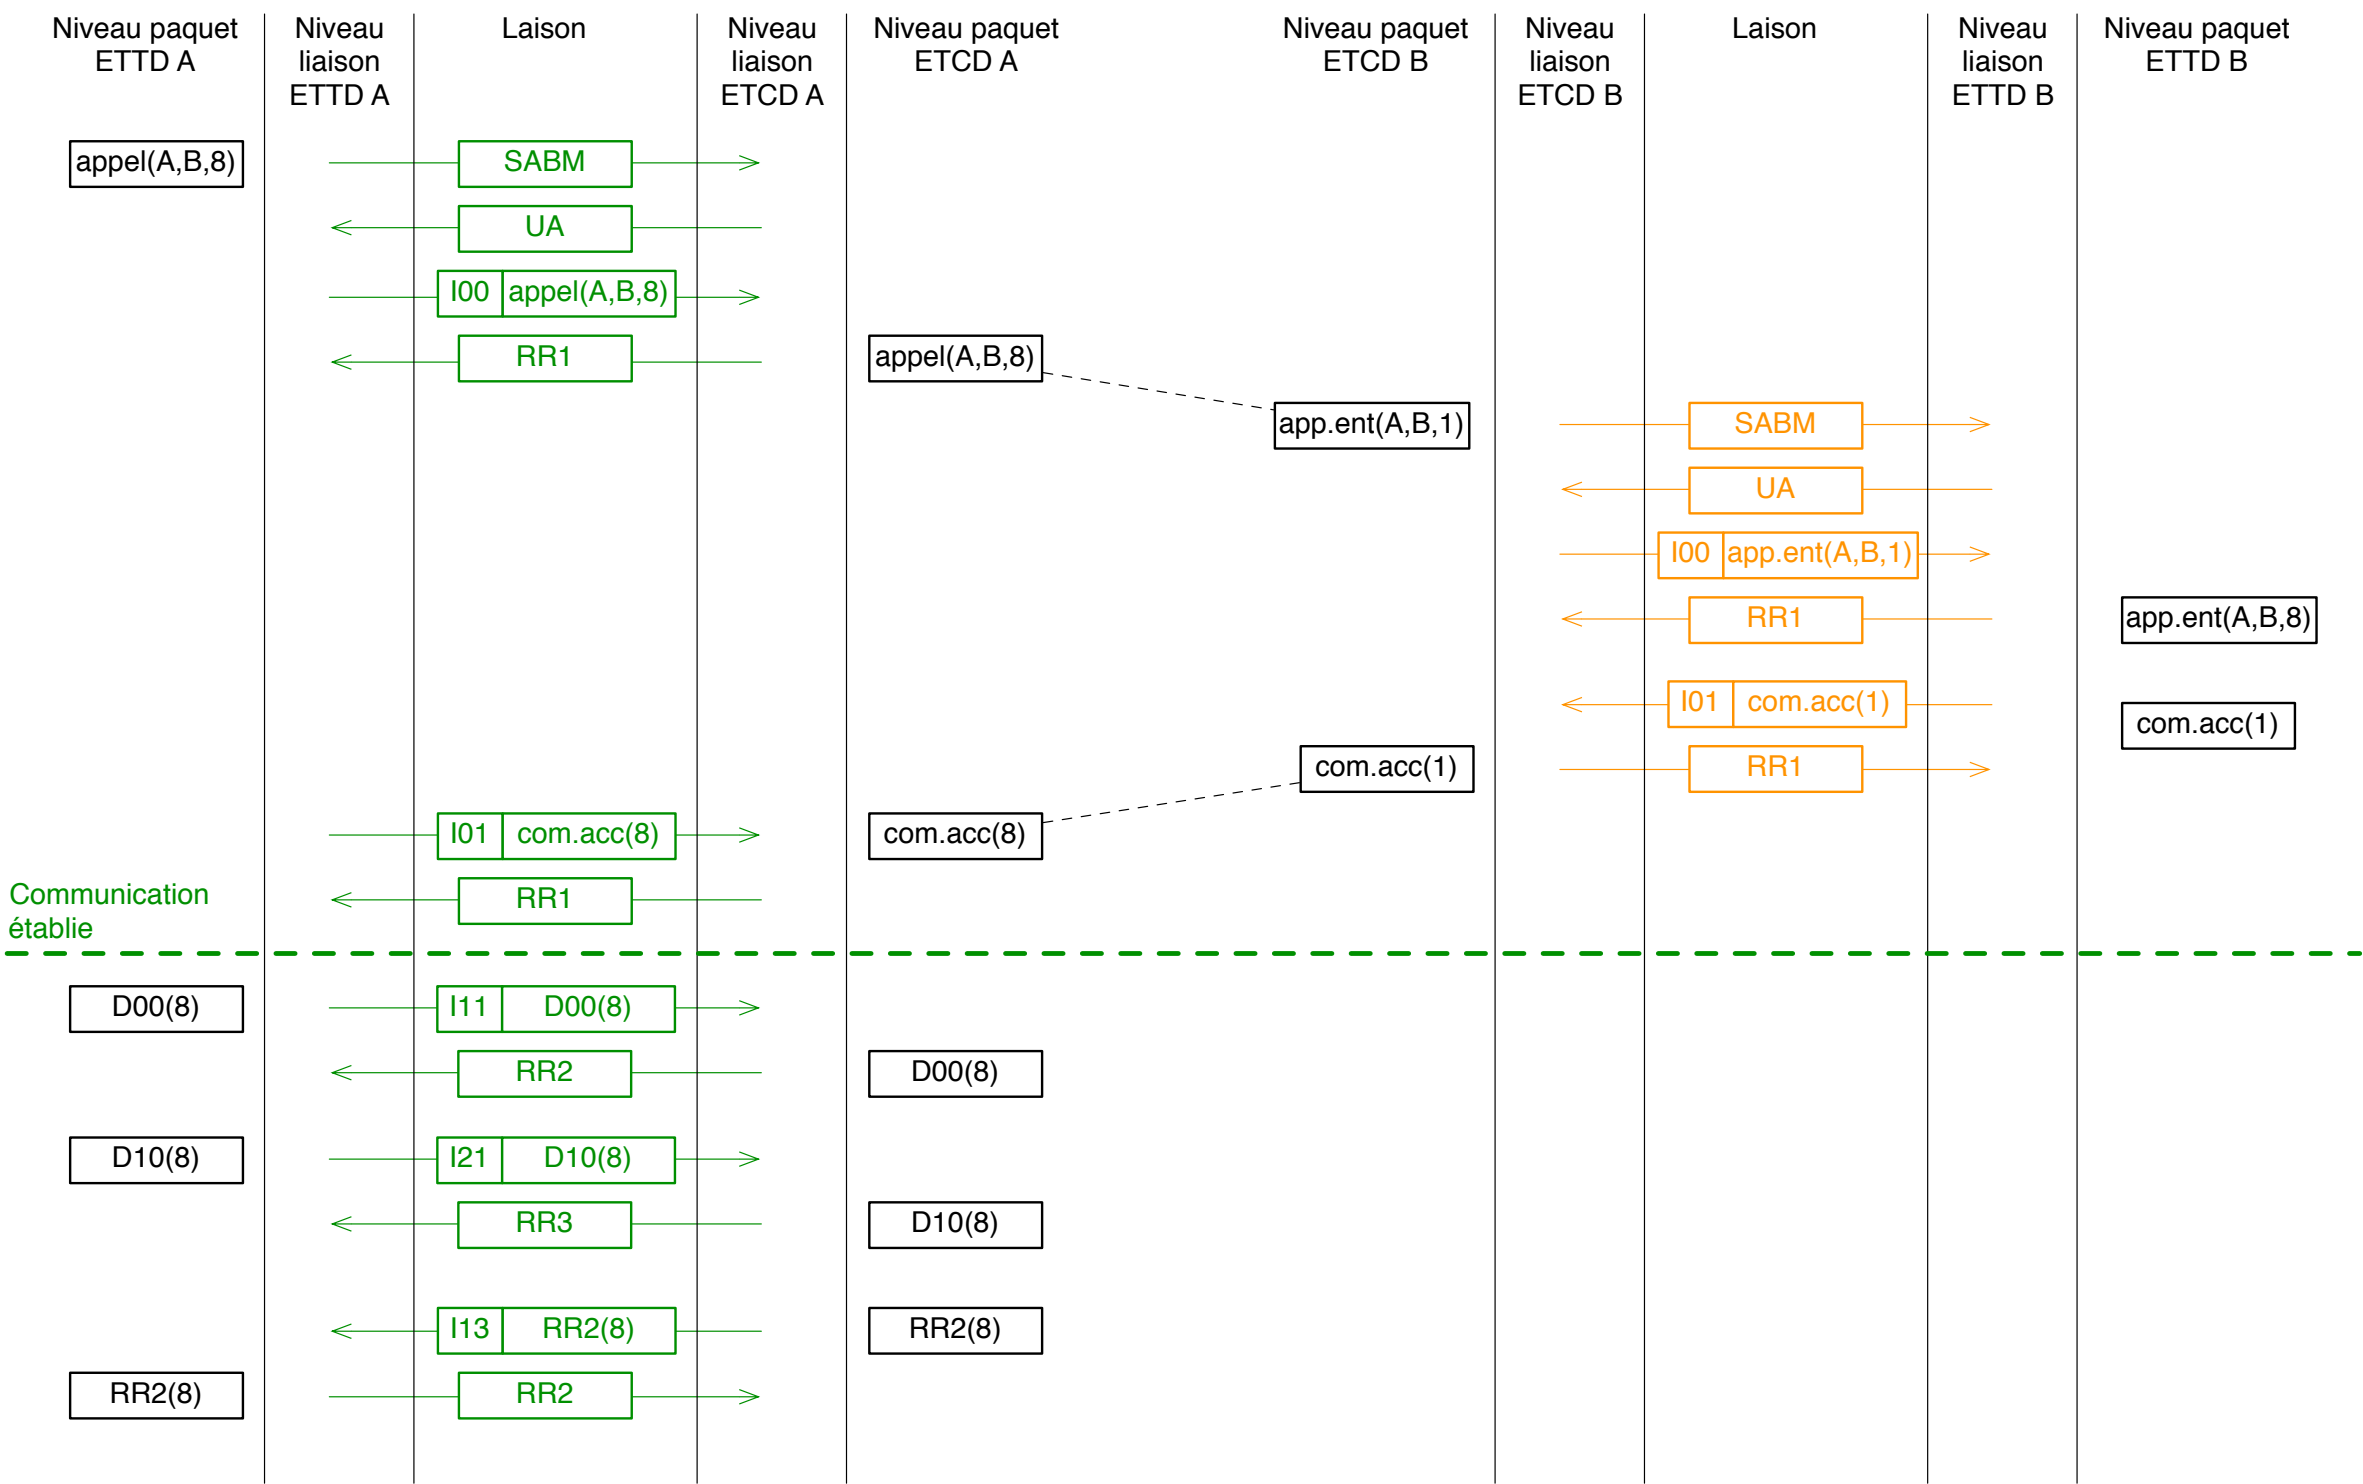 Niveau paquet
ETTD A
Niveau
liaison
ETTD A
Laison
Niveau
liaison
ETCD A
Niveau paquet
ETCD A
Niveau paquet
ETCD B
Niveau
liaison
ETCD B
Laison
Niveau
liaison
ETTD B
Niveau paquet
ETTD B
appel(A,B,8)
SABM
UA
I00 appel(A,B,8)
RR1
appel(A,B,8)
app.ent(A,B,1)
SABM
UA
I00 app.ent(A,B,1)
RR1
app.ent(A,B,8)
I01 com.acc(1)
com.acc(1)
com.acc(1)
RR1
I01 com.acc(8)
com.acc(8)
Communication
établie
RR1
D00(8)
I11 D00(8)
RR2
D00(8)
D10(8)
I21 D10(8)
RR3
D10(8)
I13 RR2(8)
RR2(8)
RR2(8)
RR2